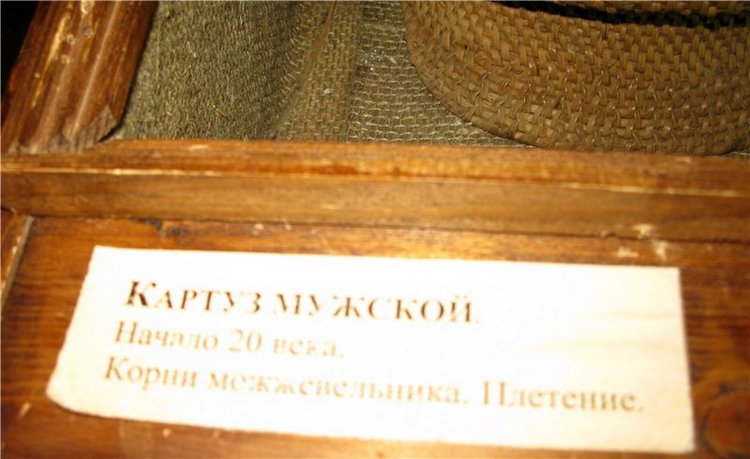 Картуз мужской.
Начало 20 века.
Корни можжевельника. Плетение.